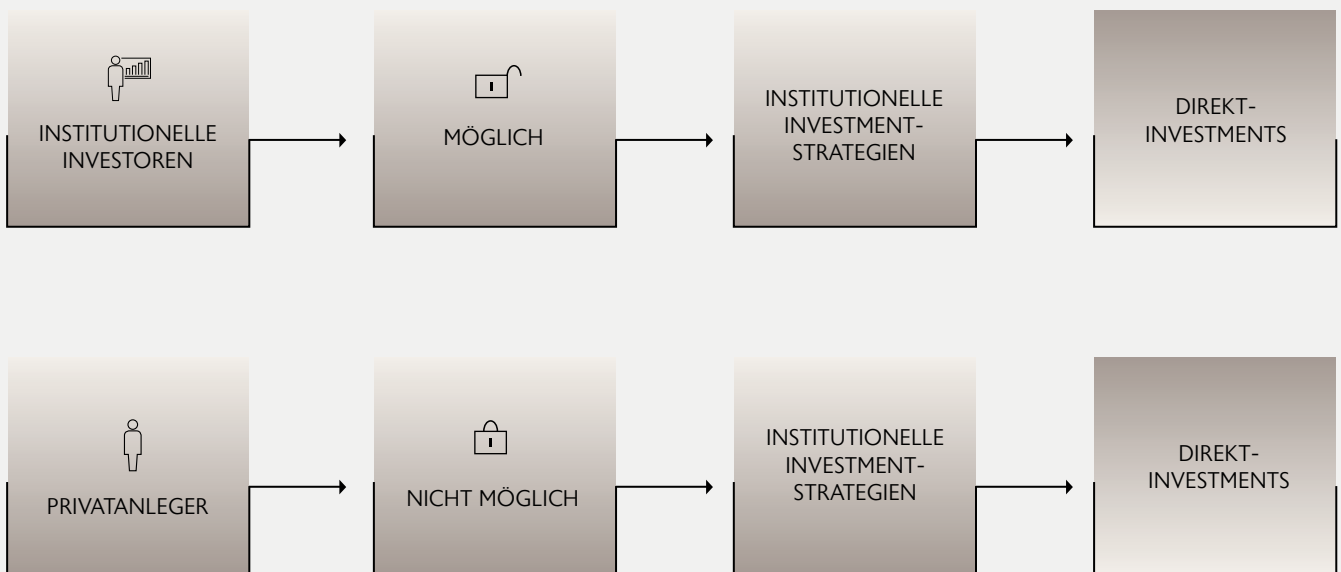 INSTITUTIONELLE
INVESTOREN
MÖGLICH
INSTITUTIONELLE
INVESTMENT-
STRATEGIEN
DIREKT-
INVESTMENTS
PRIVATANLEGER
NICHT MÖGLICH
INSTITUTIONELLE
INVESTMENT-
STRATEGIEN
DIREKT-
INVESTMENTS